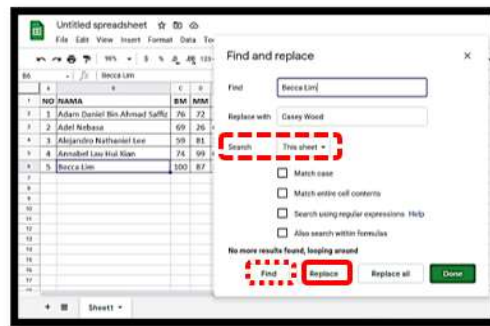 Untitled spreadsheet
File Edit View Insert Format Data To
Find and replace
B6
Becca Lim
Find
Becca Lim
Replace with
Casey Wood
Search
This sheet
Match case
Match entire cell contents
Search using regular expressions Help
Also search within formulas
No more results found, looping around
Find
Replace
Replace all
Done
NO NAMA BM MM
1 Adam Daniel Bin Ahmad Saffiz 76 72
2 Adel Nebasa 69 26
3 Alejandro Nathaniel Lee 59 81
4 Annabel Lau Hui Xian 74 99
5 Becca Lim 100 87
Sheet1